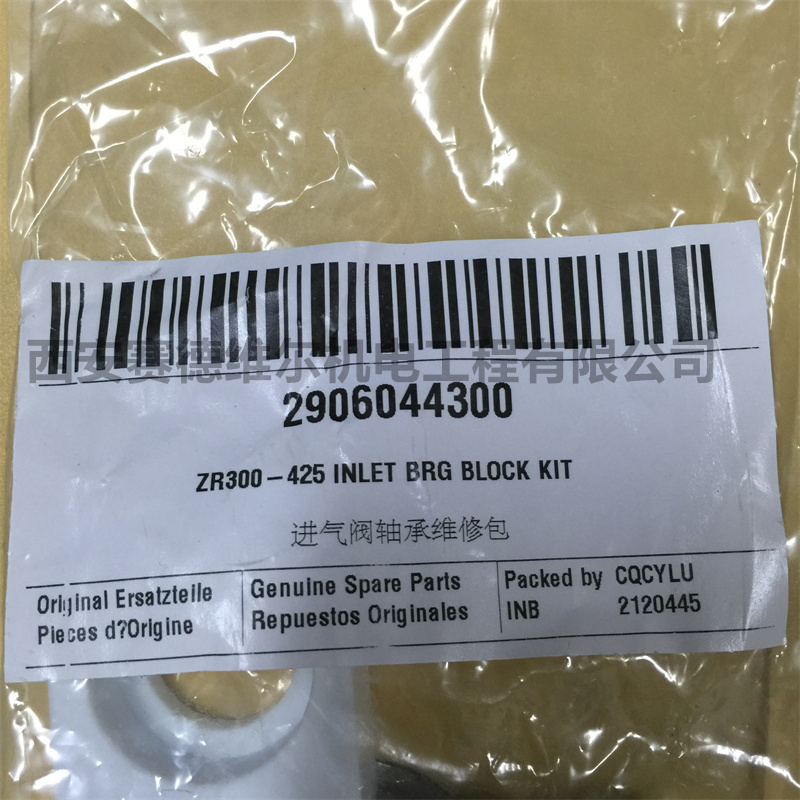 西安赛德维尔机电工程有限公司
2906044300
ZR300-425 INLET BRG BLOCK KIT
进气阀轴承维修包
Original Ersatzteile
Pieces d?Origine
Genuine Spare Parts
Repuestos Originales
Packed by CQCYLU
INB 2120445